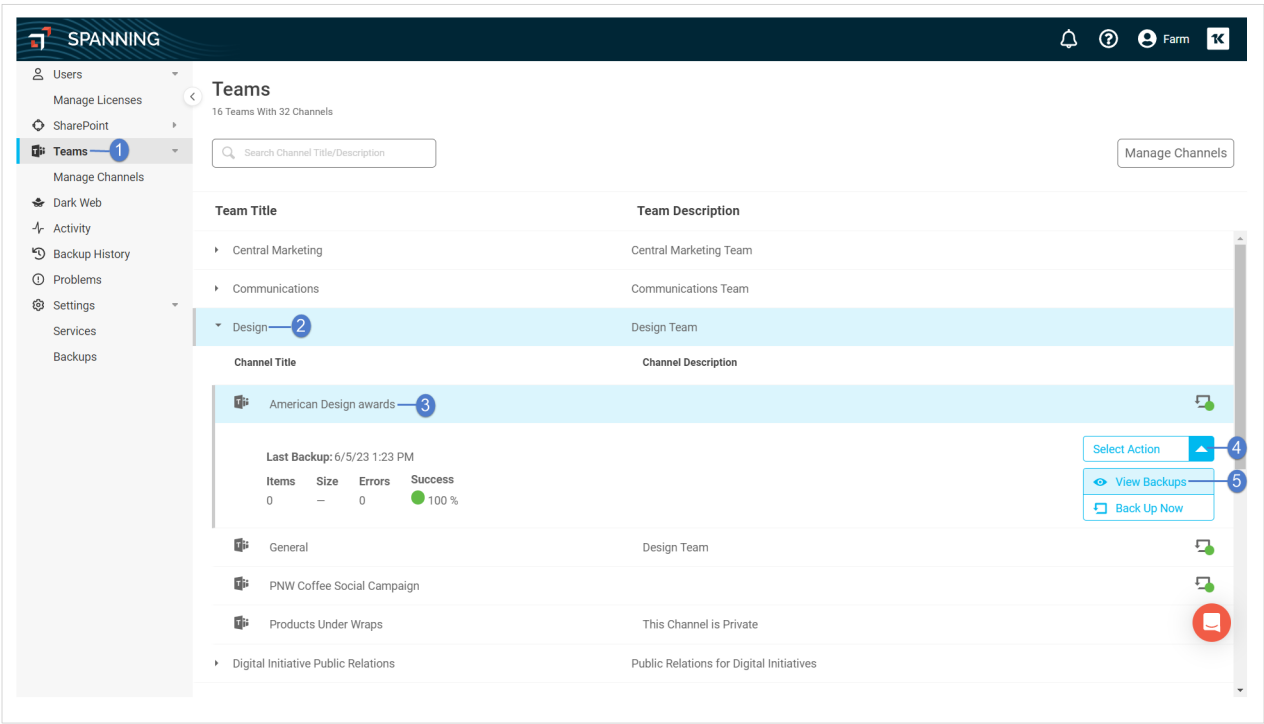 SPANNING
Farm
Users
Manage Licenses
SharePoint
Teams 1
Manage Channels
Dark Web
Activity
Backup History
Problems
Settings
Services
Backups
Teams
16 Teams With 32 Channels
Search Channel Title/Description
Manage Channels
Team Title Team Description
Central Marketing Central Marketing Team
Communications Communications Team
Design 2 Design Team
Channel Title Channel Description
American Design awards 3
Last Backup: 6/5/23 1:23 PM
Items Size Errors Success
0 — 0 100 %
Select Action 4
View Backups 5
Back Up Now
General Design Team
PNW Coffee Social Campaign
Products Under Wraps This Channel is Private
Digital Initiative Public Relations Public Relations for Digital Initiatives